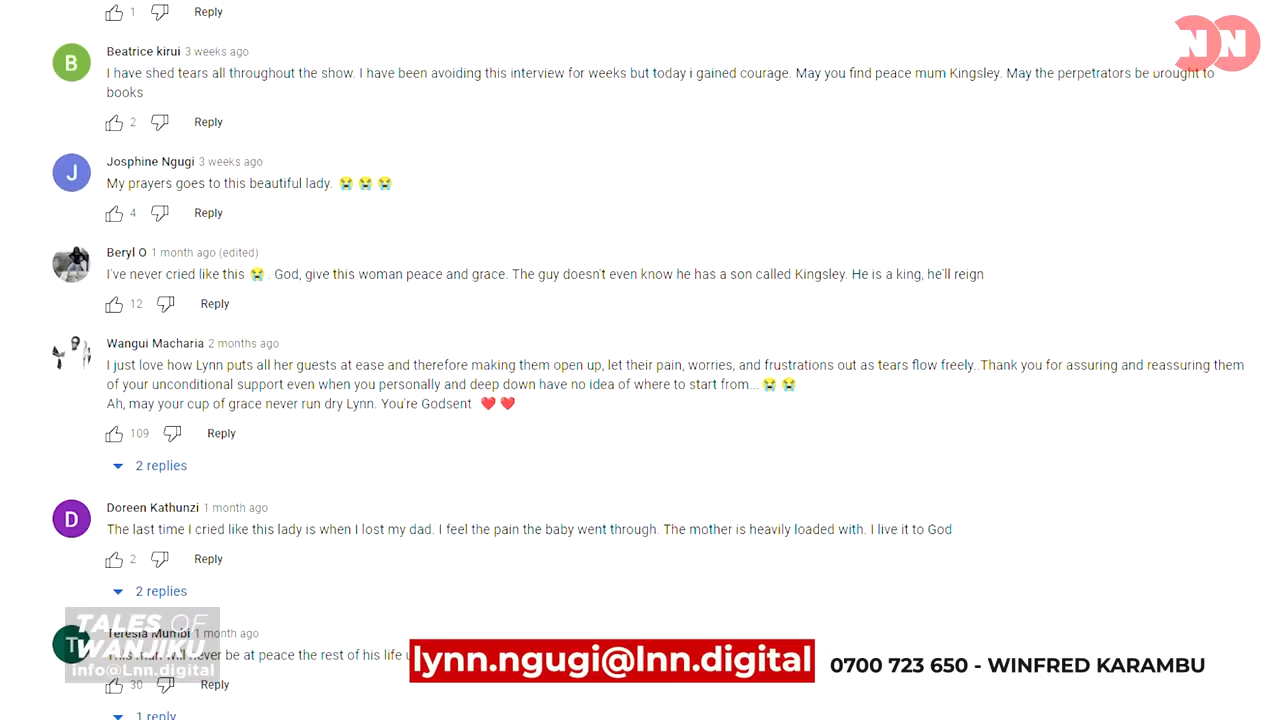 1 Reply
NN
Beatrice kirui 3 weeks ago
B
I have shed tears all throughout the show. I have been avoiding this interview for weeks but today i gained courage. May you find peace mum Kingsley. May the perpetrators be brought to
books
2 Reply
Josphine Ngugi 3 weeks ago
J
My prayers goes to this beautiful lady. 😭 😭 😭
4 Reply
Beryl O 1 month ago (edited)
I've never cried like this 😭 . God, give this woman peace and grace. The guy doesn't even know he has a son called Kingsley. He is a king, he'll reign
12 Reply
Wangui Macharia 2 months ago
I just love how Lynn puts all her guests at ease and therefore making them open up, let their pain, worries, and frustrations out as tears flow freely..Thank you for assuring and reassuring them
of your unconditional support even when you personally and deep down have no idea of where to start from... 😭 😭
Ah, may your cup of grace never run dry Lynn. You're Godsent ❤️ ❤️
109 Reply
2 replies
Doreen Kathunzi 1 month ago
D
The last time I cried like this lady is when I lost my dad. I feel the pain the baby went through. The mother is heavily loaded with. I live it to God
2 Reply
2 replies
TALES OF
WANJIKU
info@Lnn.digital
Teresia Mumbi 1 month ago
T
This man will never be at peace the rest of his life
lynn.ngugi@lnn.digital
0700 723 650 - WINFRED KARAMBU
30 Reply
1 reply